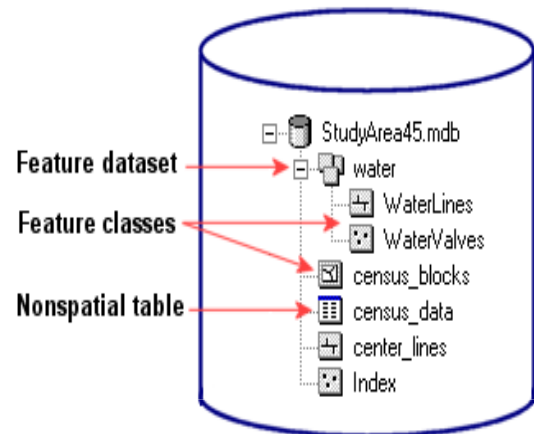 StudyArea45.mdb
Feature dataset
water
WaterLines
Feature classes
WaterValves
census_blocks
Nonspatial table
census_data
center_lines
Index